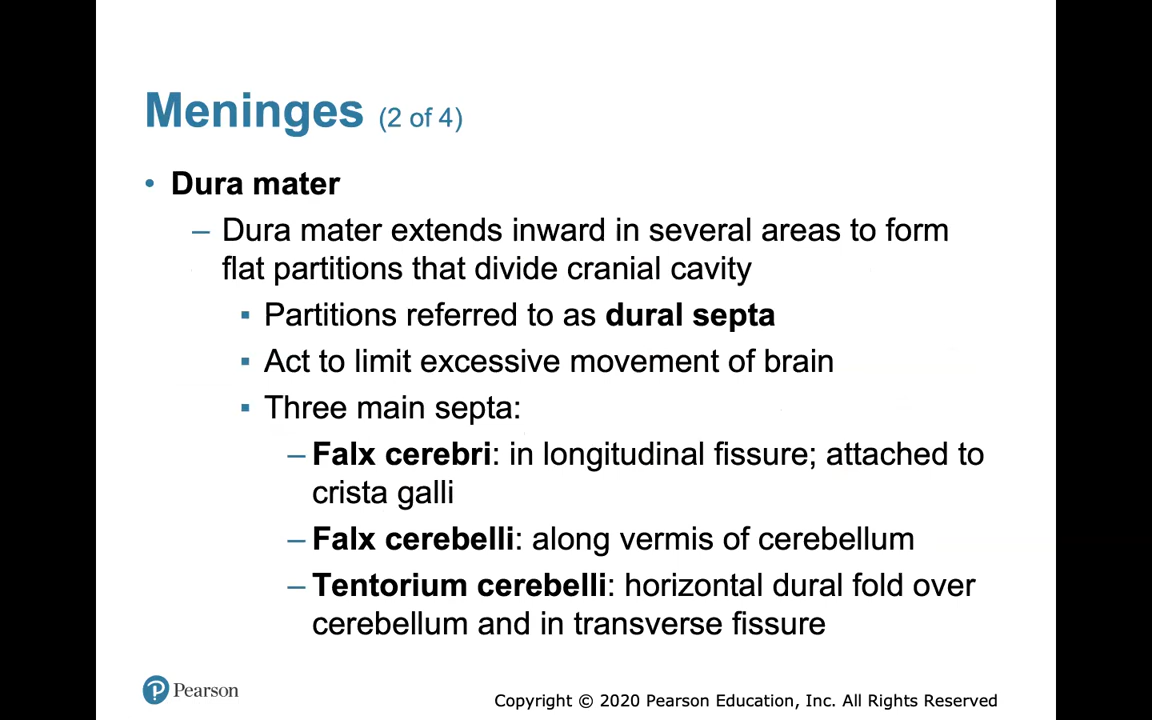 Meninges (2 of 4)
• Dura mater
– Dura mater extends inward in several areas to form
flat partitions that divide cranial cavity
▪ Partitions referred to as dural septa
▪ Act to limit excessive movement of brain
▪ Three main septa:
– Falx cerebri: in longitudinal fissure; attached to
crista galli
– Falx cerebelli: along vermis of cerebellum
– Tentorium cerebelli: horizontal dural fold over
cerebellum and in transverse fissure
P Pearson
Copyright © 2020 Pearson Education, Inc. All Rights Reserved